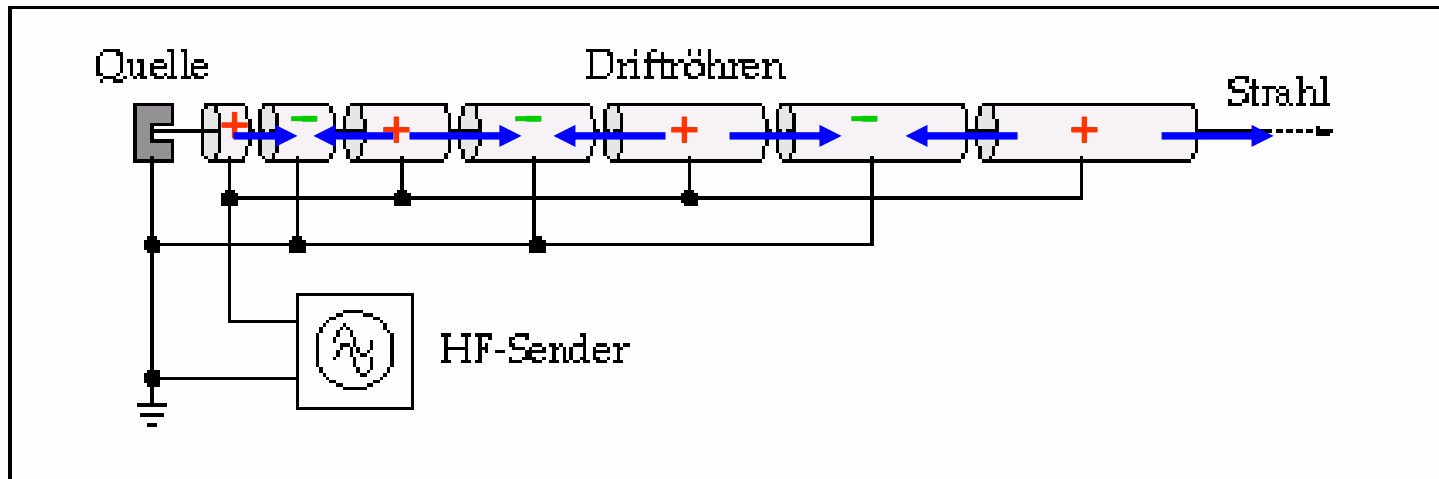 Quelle
Driftröhren
Strahl
+ − + − + − +
HF-Sender